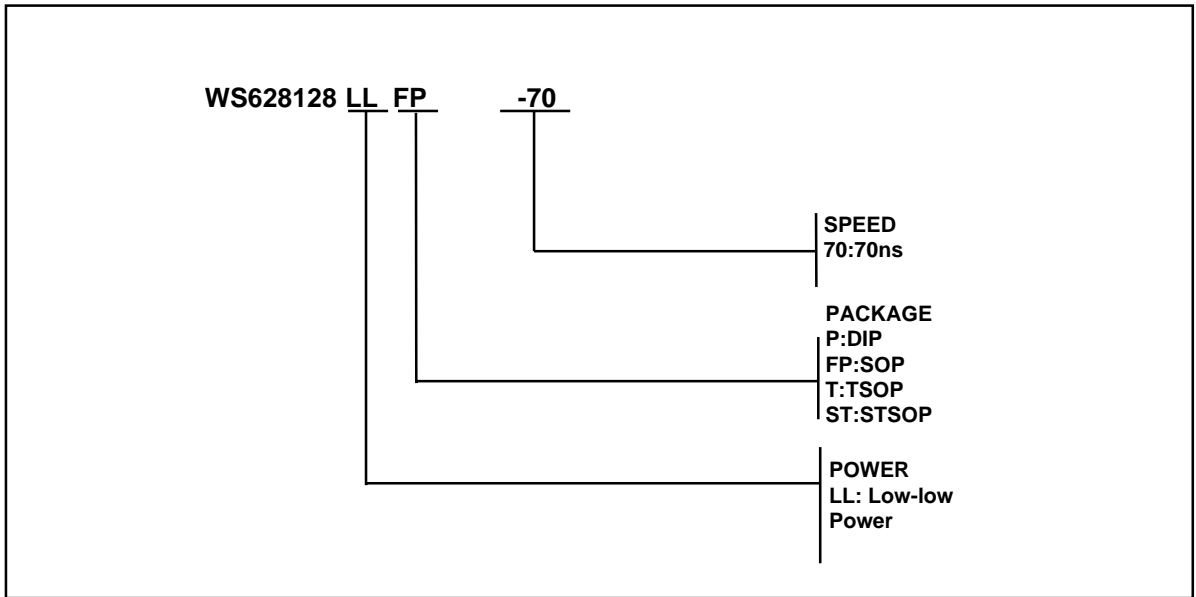 WS628128 LL FP -70
SPEED
70:70ns
PACKAGE
P:DIP
FP:SOP
T:TSOP
ST:STSOP
POWER
LL: Low-low
Power